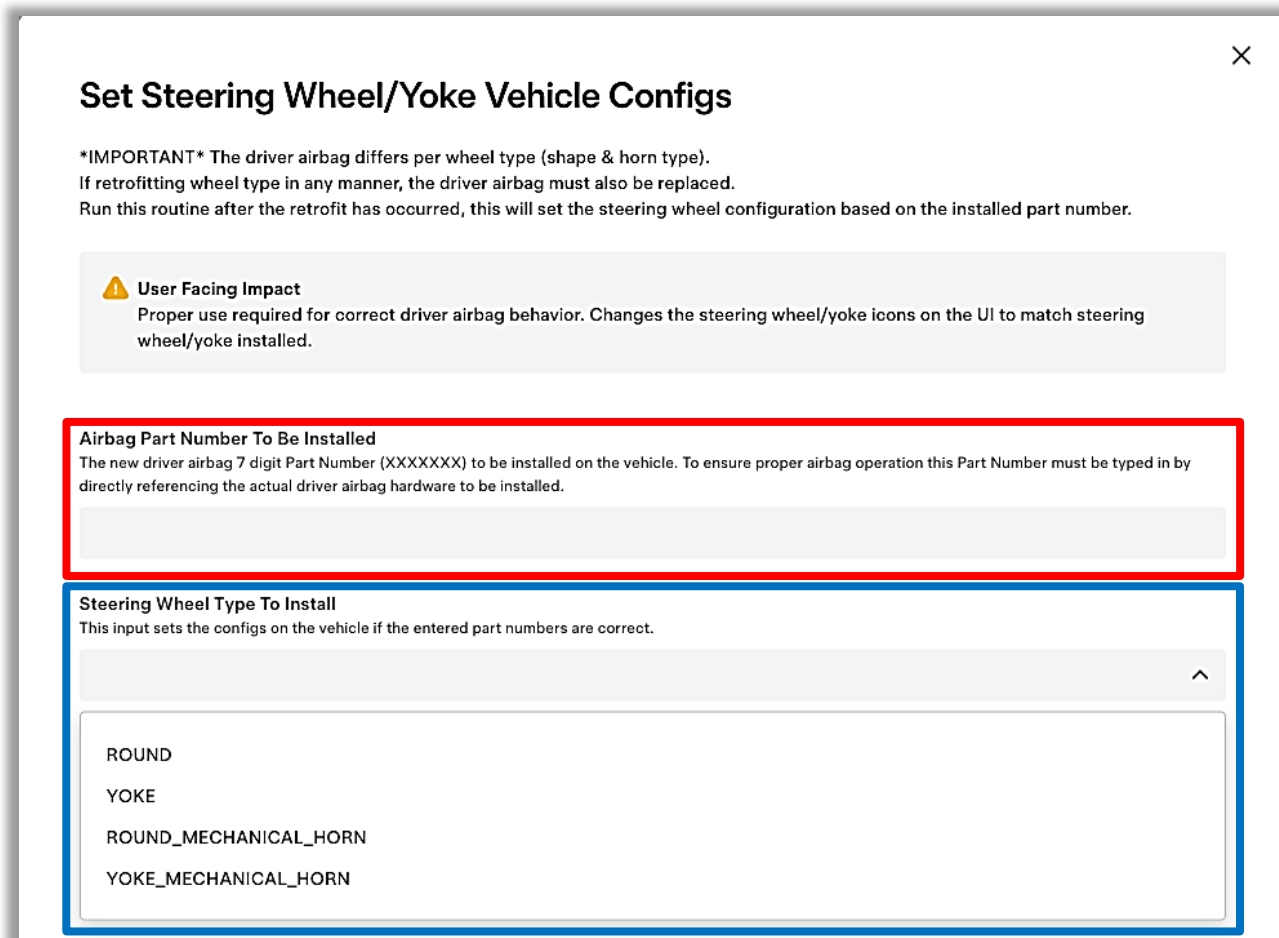 Set Steering Wheel/Yoke Vehicle Configs
*IMPORTANT* The driver airbag differs per wheel type (shape & horn type).
If retrofitting wheel type in any manner, the driver airbag must also be replaced.
Run this routine after the retrofit has occurred, this will set the steering wheel configuration based on the installed part number.
User Facing Impact
Proper use required for correct driver airbag behavior. Changes the steering wheel/yoke icons on the UI to match steering
wheel/yoke installed.
Airbag Part Number To Be Installed
The new driver airbag 7 digit Part Number (XXXXXXX) to be installed on the vehicle. To ensure proper airbag operation this Part Number must be typed in by
directly referencing the actual driver airbag hardware to be installed.
Steering Wheel Type To Install
This input sets the configs on the vehicle if the entered part numbers are correct.
ROUND
YOKE
ROUND_MECHANICAL_HORN
YOKE_MECHANICAL_HORN